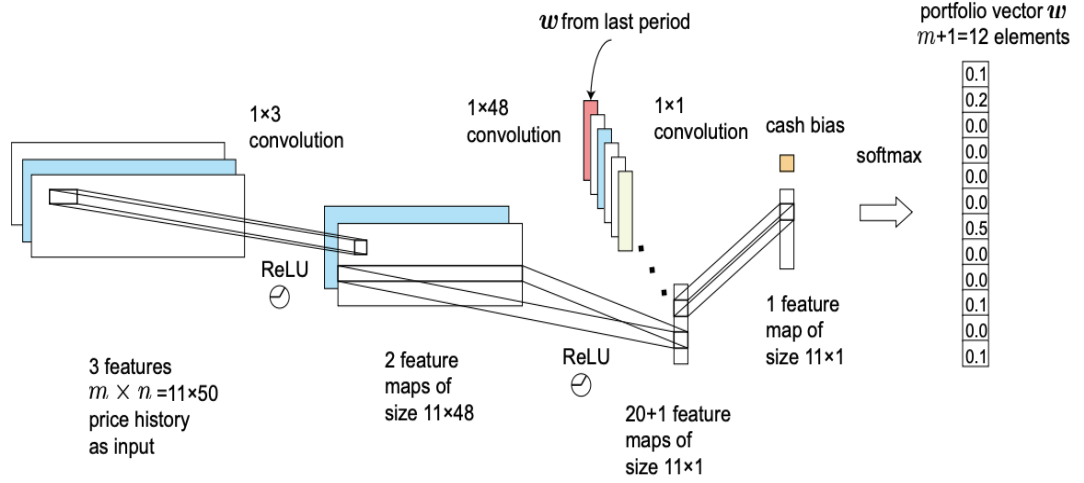 w from last period
portfolio vector w
m+1=12 elements
1×3
convolution
1×48
convolution
1×1
convolution
cash bias
softmax
0.1
0.2
0.0
0.0
0.0
0.0
0.5
0.0
0.0
0.1
0.0
0.1
ReLU
ReLU
3 features
m × n =11×50
price history
as input
2 feature
maps of
size 11×48
20+1 feature
maps of
size 11×1
1 feature
map of
size 11×1